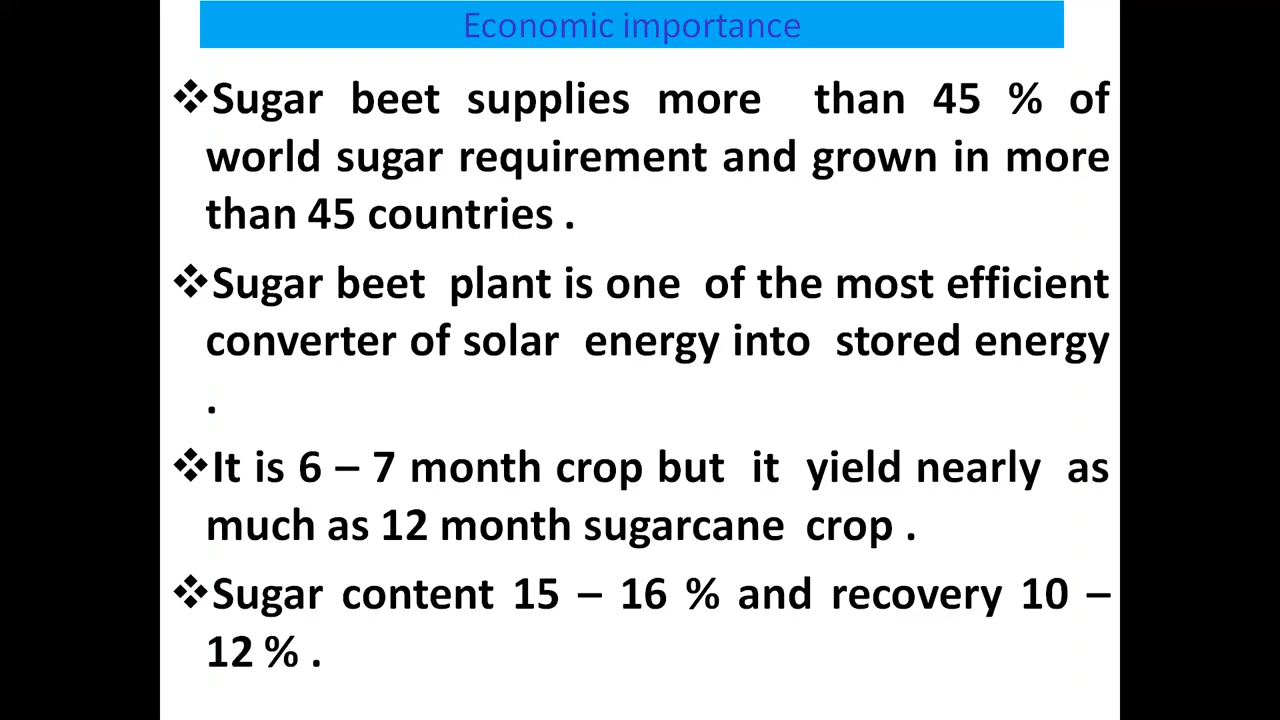 Economic importance
❖Sugar beet supplies more than 45 % of
world sugar requirement and grown in more
than 45 countries .
❖Sugar beet plant is one of the most efficient
converter of solar energy into stored energy
.
❖It is 6 – 7 month crop but it yield nearly as
much as 12 month sugarcane crop .
❖Sugar content 15 – 16 % and recovery 10 –
12 % .